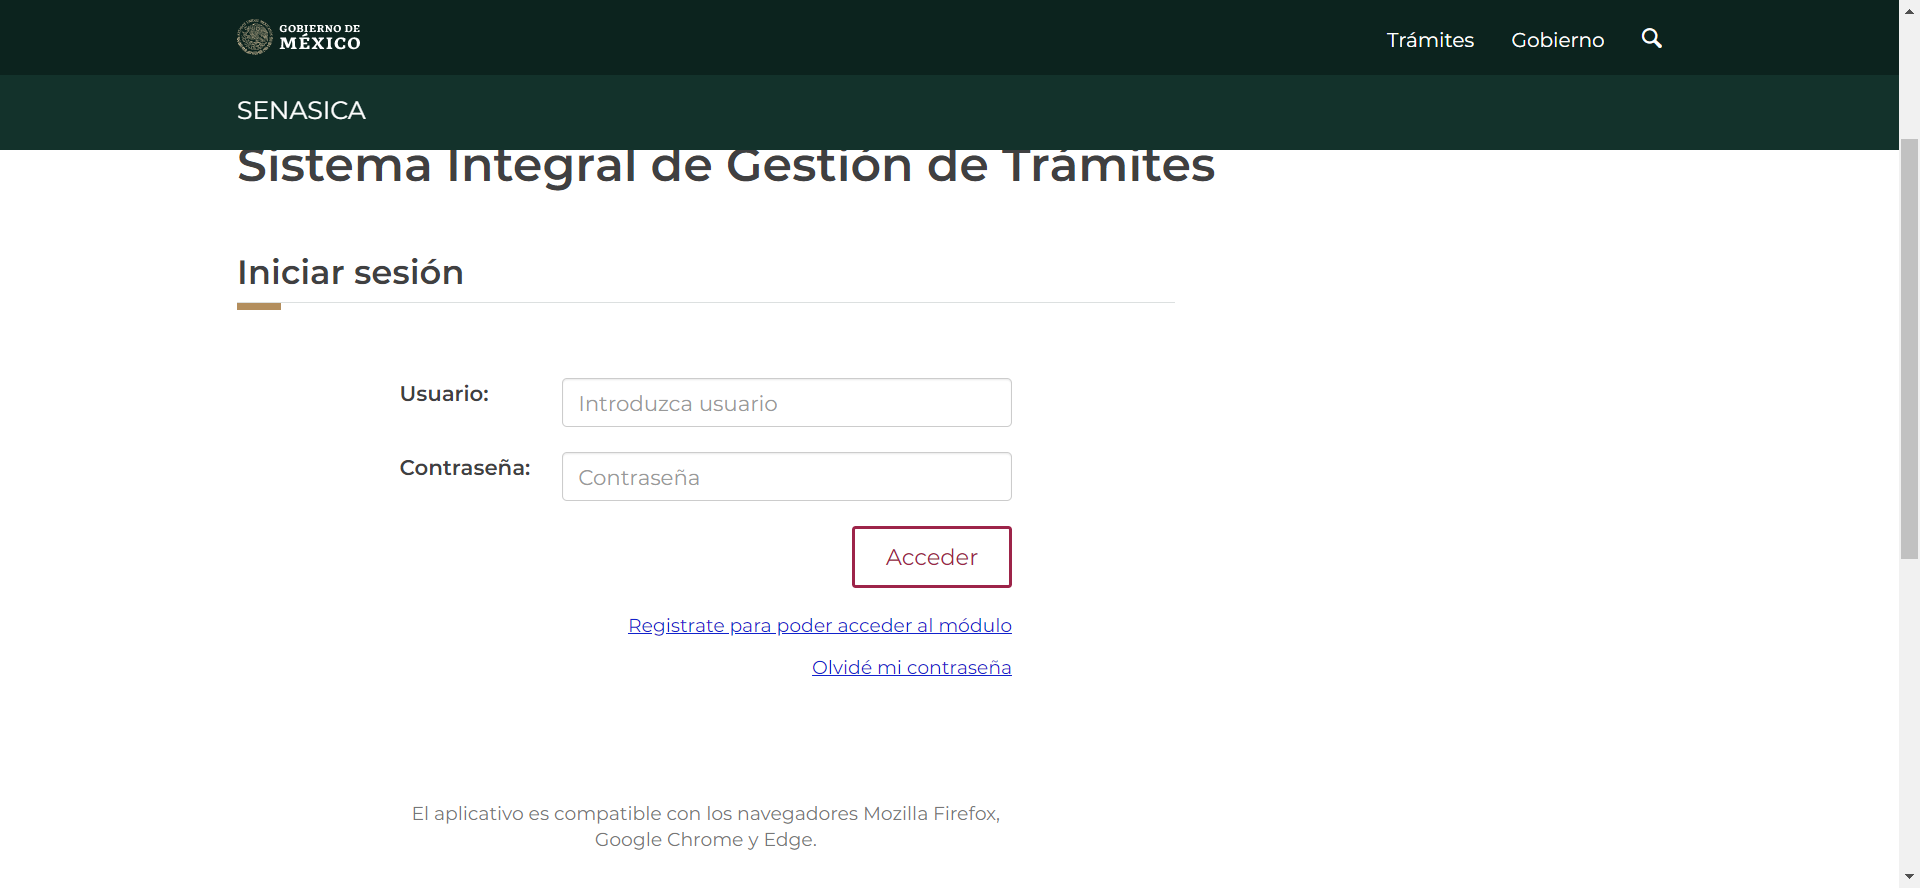 GOBIERNO DE
MÉXICO
Trámites
Gobierno
SENASICA
Sistema Integral de Gestión de Trámites
Iniciar sesión
Usuario:
Introduzca usuario
Contraseña:
Contraseña
Acceder
Registrate para poder acceder al módulo
Olvidé mi contraseña
El aplicativo es compatible con los navegadores Mozilla Firefox,
Google Chrome y Edge.